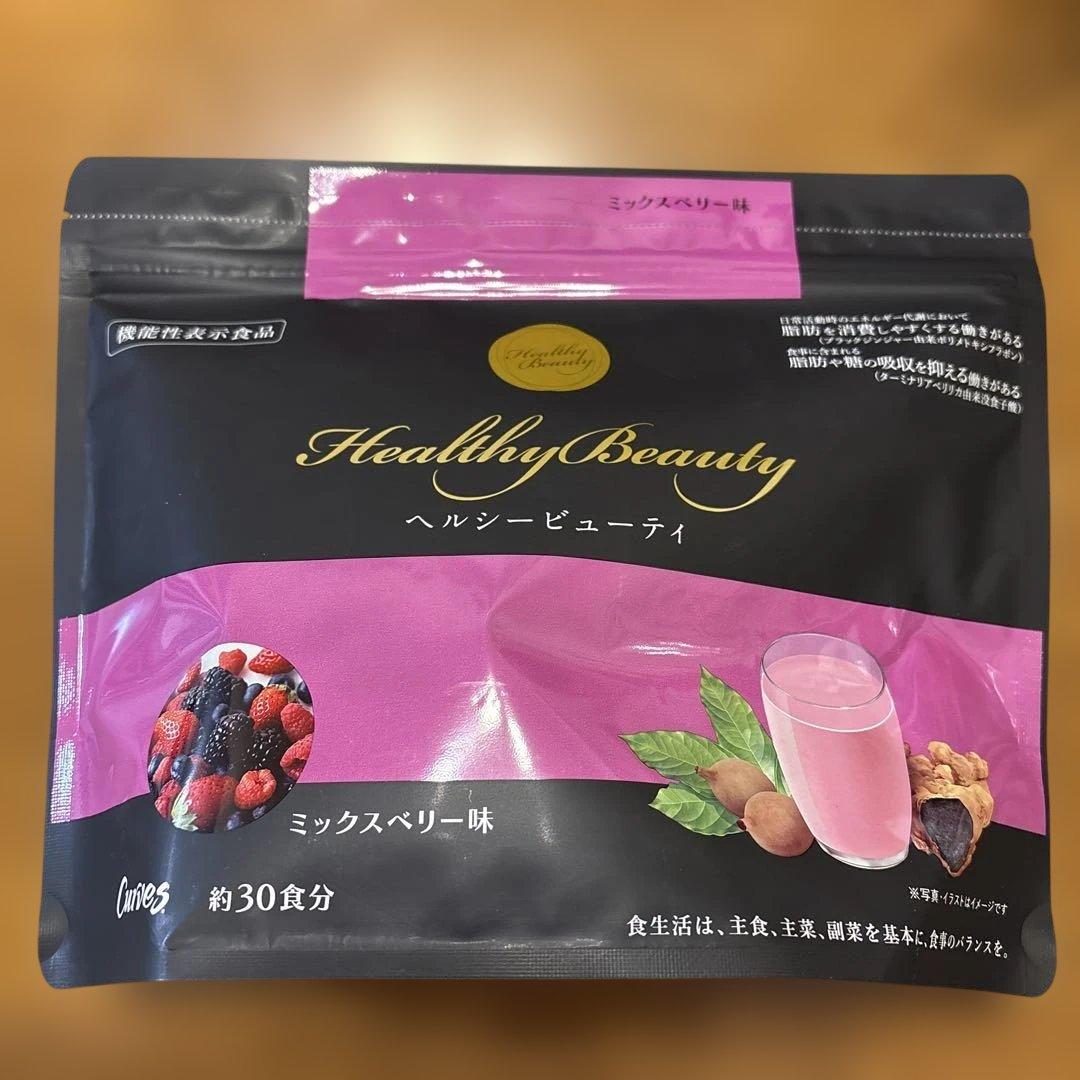 ミックスベリー味
機能性表示食品
日常活動時のエネルギー代謝において
脂肪を消費しやすくする働きがある
(ブラックジンジャー由来ポリメトキシフラボン)
食事に含まれる
脂肪や糖の吸収を抑える働きがある
(ターミナリアベリリカ由来没食子酸)
Healthy
Beauty
Healthy Beauty
ヘルシービューティ
ミックスベリー味
Curves
約30食分
※写真・イラストはイメージです
食生活は、主食、主菜、副菜を基本に、食事のバランスを。